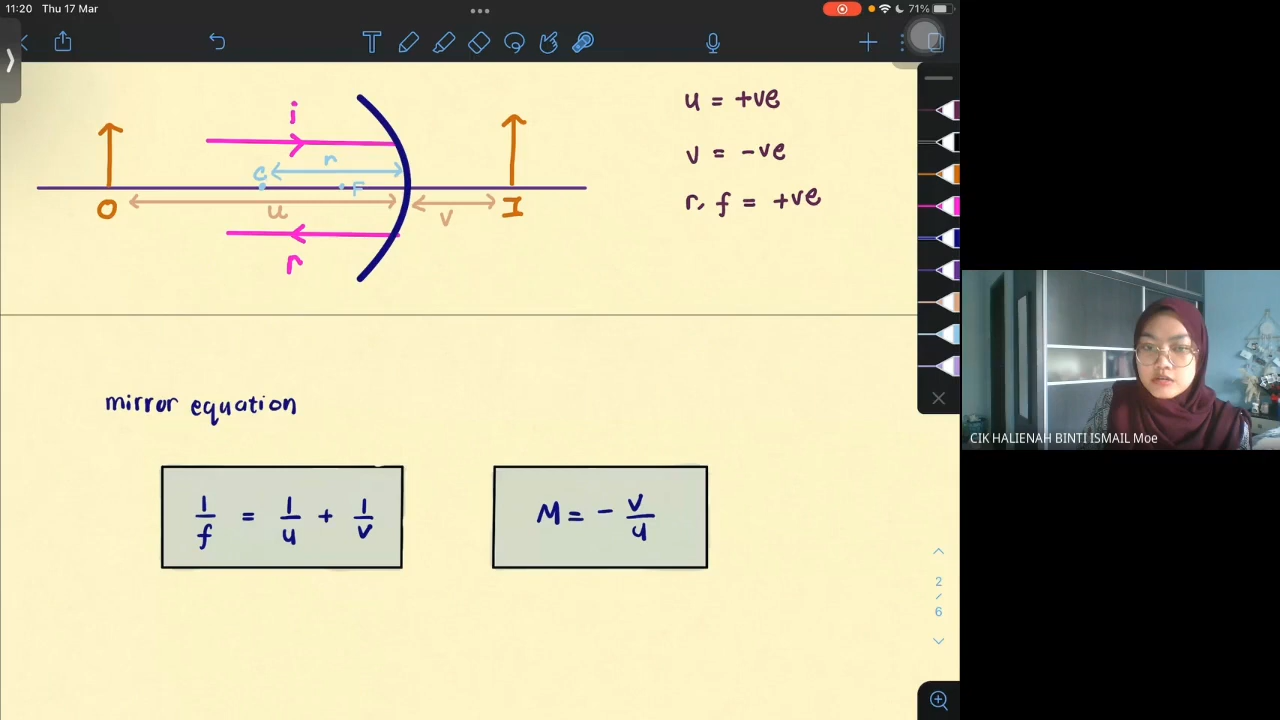 11:20 Thu 17 Mar
71%
T
i
r
C
F
O
u
v
I
r
u = +ve
v = -ve
r, f = +ve
mirror equation
1/f = 1/u + 1/v
M = - v/u
2
/
6
CIK HALIENAH BINTI ISMAIL Moe